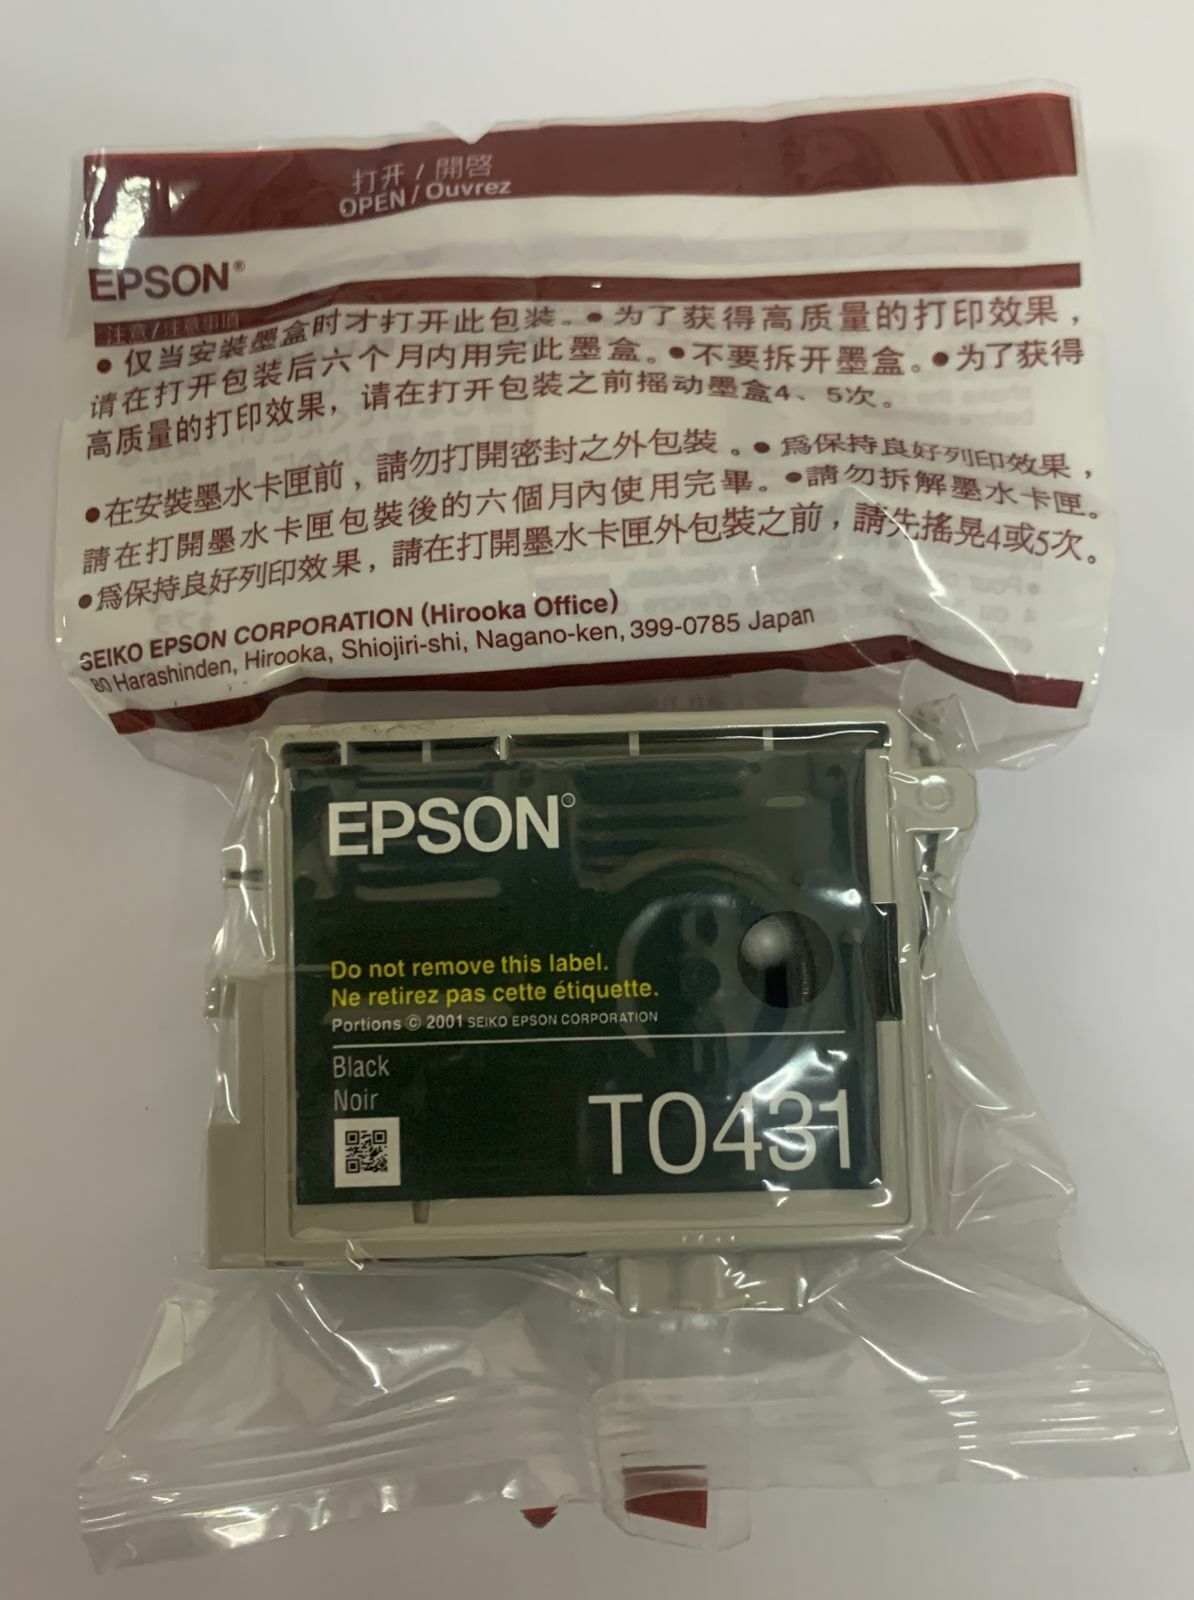 打开 / 開啓
OPEN / Ouvrez
EPSON®
注意/注意事項
● 仅当安装墨盒时才打开此包装。● 为了获得高质量的打印效果，
请在打开包装后六个月内用完此墨盒。●不要拆开墨盒。●为了获得
高质量的打印效果，请在打开包装之前摇动墨盒4、5次。
●在安裝墨水卡匣前，請勿打開密封之外包裝。● 爲保持良好列印效果，
請在打開墨水卡匣包裝後的六個月內使用完畢。●請勿拆解墨水卡匣。
●爲保持良好列印效果，請在打開墨水卡匣外包裝之前，請先搖晃4或5次。
SEIKO EPSON CORPORATION (Hirooka Office)
80 Harashinden, Hirooka, Shiojiri-shi, Nagano-ken, 399-0785 Japan
EPSON®
Do not remove this label.
Ne retirez pas cette étiquette.
Portions © 2001 SEIKO EPSON CORPORATION
Black
Noir
T0431